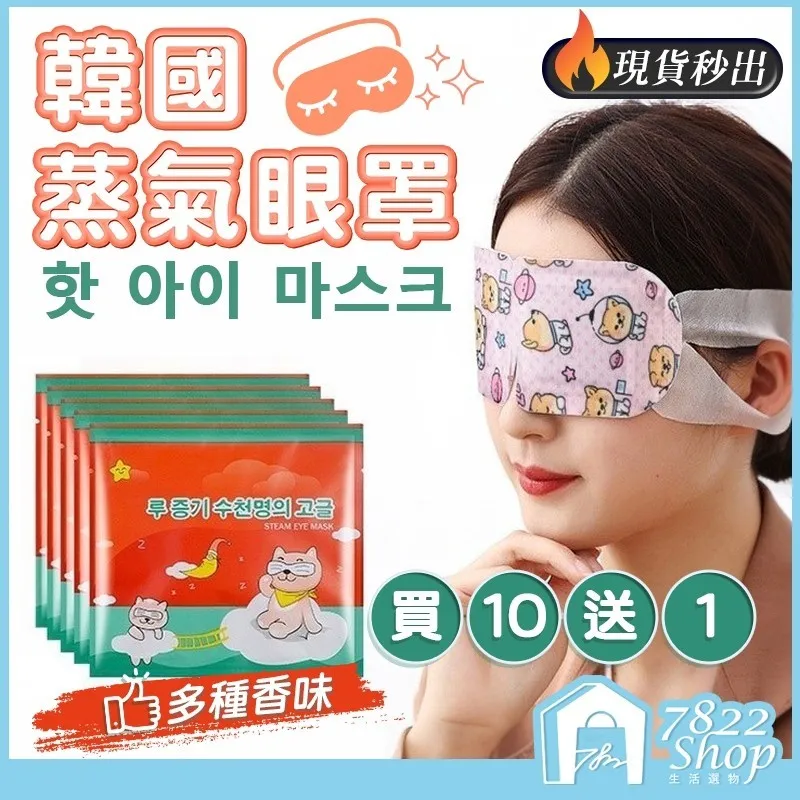 韓國
蒸氣眼罩
핫 아이 마스크
現貨秒出
루 증기 수천명의 고글
STEAM EYE MASK
z
z
z
z
買10送1
多種香味
7822
Shop
生活選物